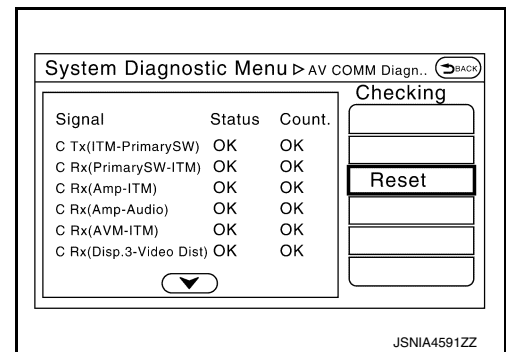 System Diagnostic Menu ▷ AV COMM Diagn.. BACK
Checking
Signal Status Count.
C Tx(ITM-PrimarySW) OK OK
C Rx(PrimarySW-ITM) OK OK
C Rx(Amp-ITM) OK OK
C Rx(Amp-Audio) OK OK
C Rx(AVM-ITM) OK OK
C Rx(Disp.3-Video Dist) OK OK
Reset
JSNIA4591ZZ